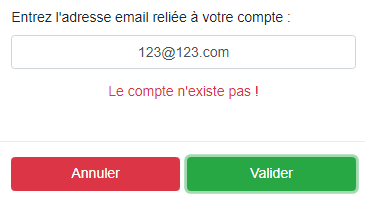 Entrez l'adresse email reliée à votre compte :
123@123.com
Le compte n'existe pas !
Annuler
Valider